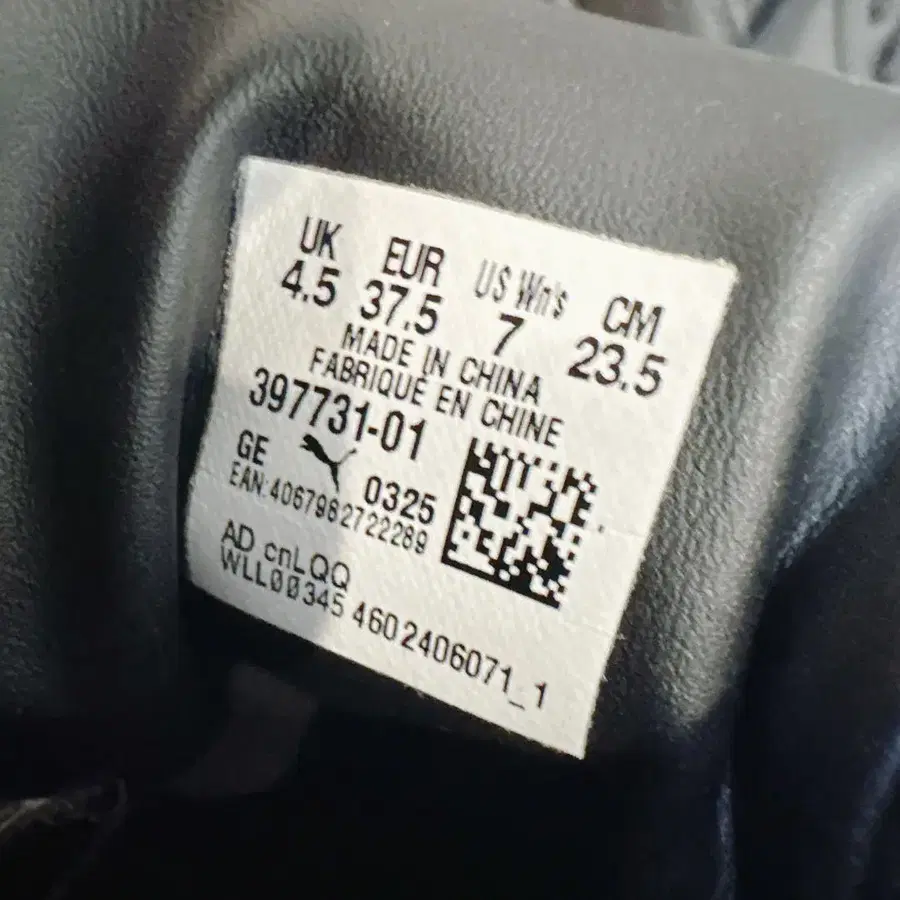 UK EUR US Wn's CM
4.5 37.5 7 23.5
MADE IN CHINA
FABRIQUÉ EN CHINE
397731-01
GE 0325
EAN:4067982722289
AD cnLQQ
WLL00345 4602406071_1